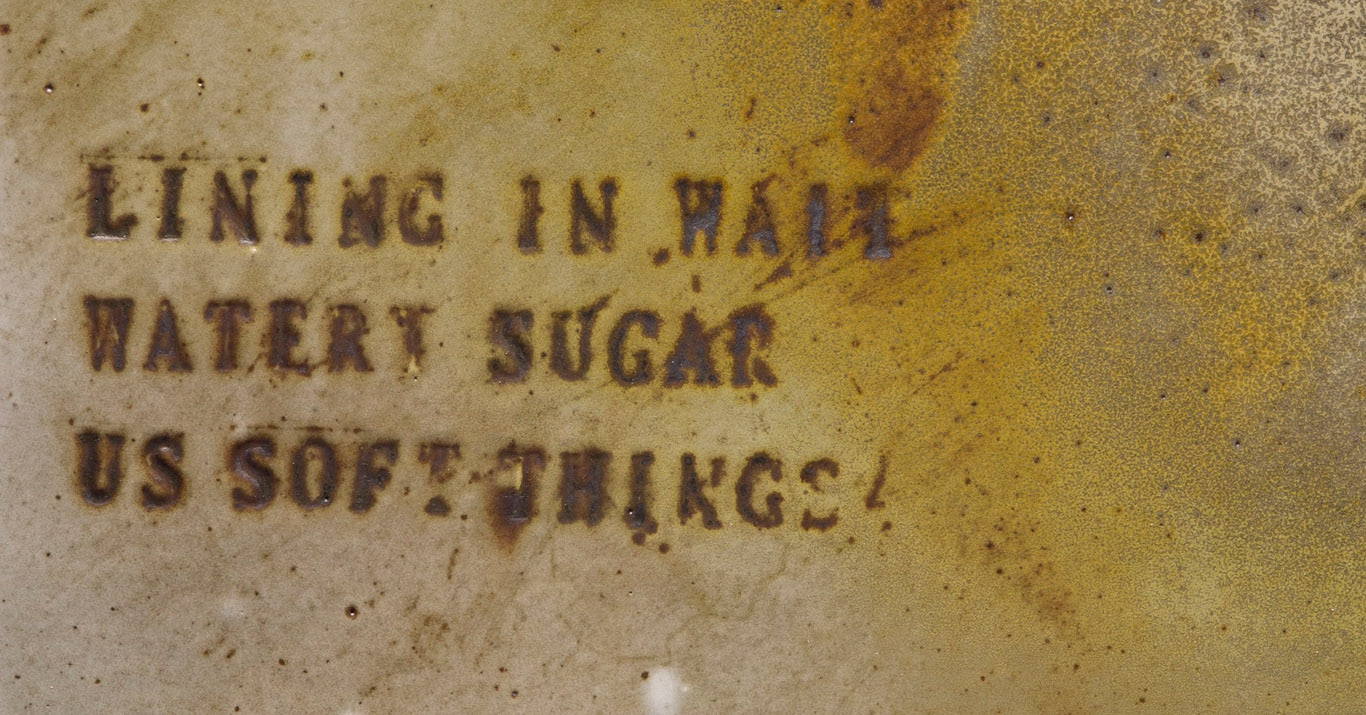 LINING IN WAIT
WATERY SUGAR
US SOFT THINGS!